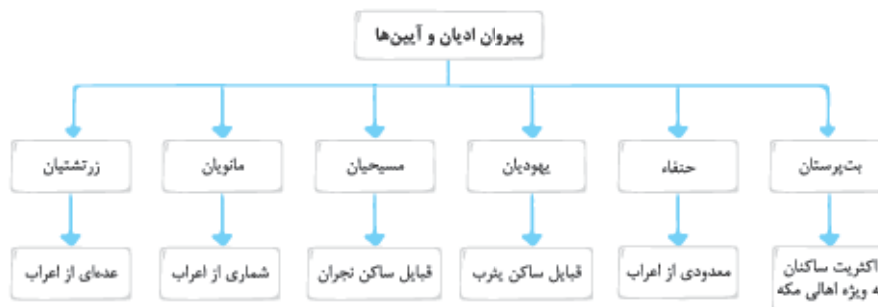 پیروان ادیان و آیین‌ها
بت‌پرستان
حنفاء
یهودیان
مسیحیان
مانویان
زرتشتیان
اکثریت ساکنان
ه ویژه اهالی مکه
معدودی از اعراب
قبایل ساکن یثرب
قبایل ساکن نجران
شماری از اعراب
عده‌ای از اعراب